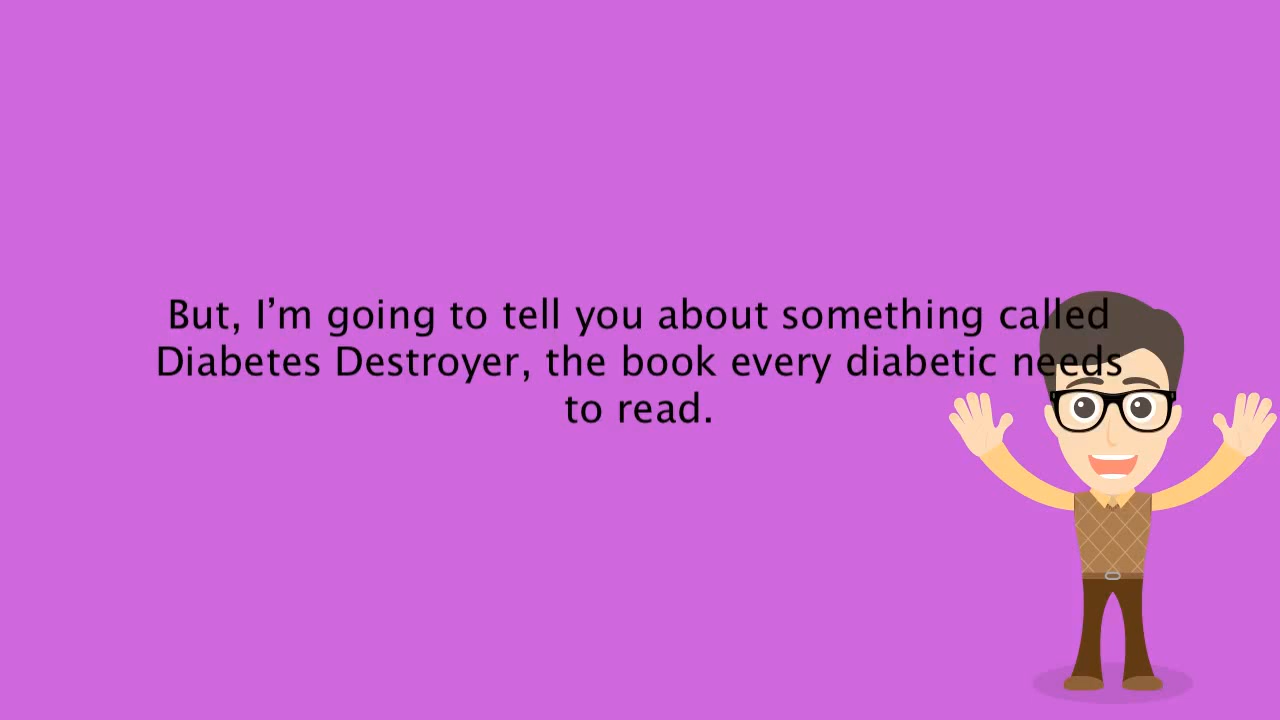 But, I’m going to tell you about something called
Diabetes Destroyer, the book every diabetic needs
to read.